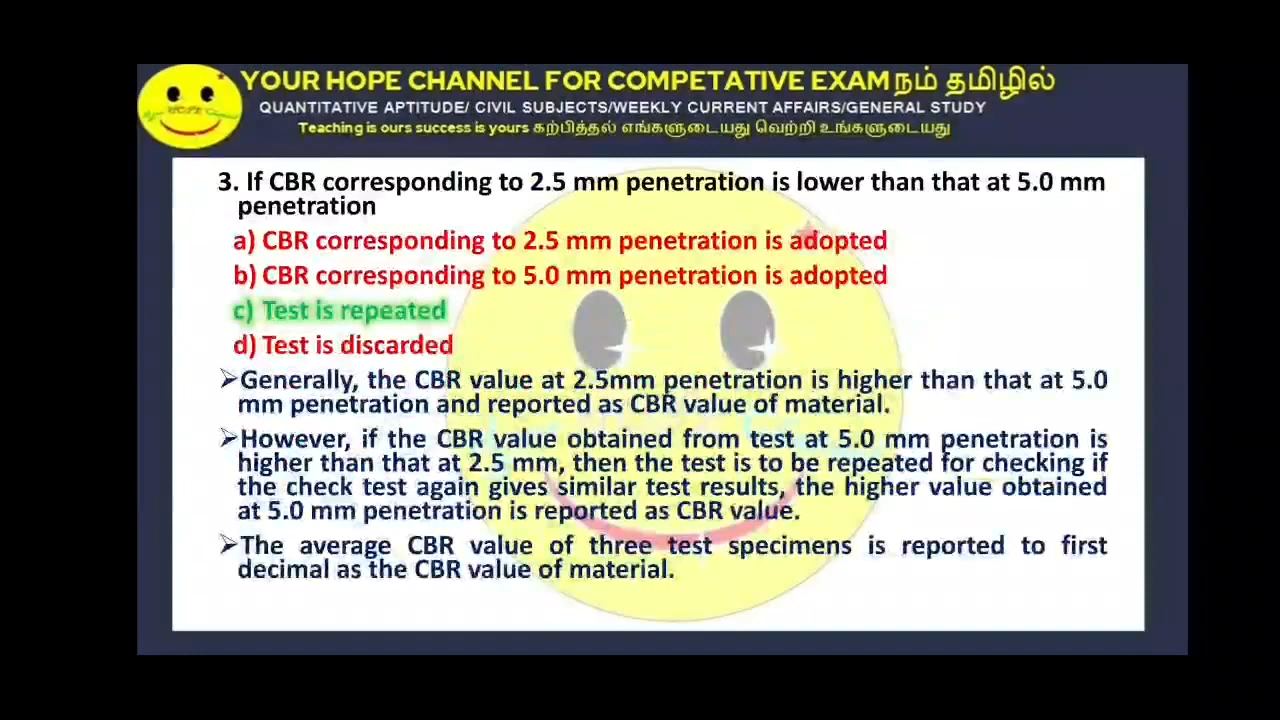 YOUR HOPE CHANNEL FOR COMPETATIVE EXAM நம் தமிழில்
QUANTITATIVE APTITUDE/ CIVIL SUBJECTS/WEEKLY CURRENT AFFAIRS/GENERAL STUDY
Teaching is ours success is yours கற்பித்தல் எங்களுடையது வெற்றி உங்களுடையது
3. If CBR corresponding to 2.5 mm penetration is lower than that at 5.0 mm
penetration
a) CBR corresponding to 2.5 mm penetration is adopted
b) CBR corresponding to 5.0 mm penetration is adopted
c) Test is repeated
d) Test is discarded
➢Generally, the CBR value at 2.5mm penetration is higher than that at 5.0
mm penetration and reported as CBR value of material.
➢However, if the CBR value obtained from test at 5.0 mm penetration is
higher than that at 2.5 mm, then the test is to be repeated for checking if
the check test again gives similar test results, the higher value obtained
at 5.0 mm penetration is reported as CBR value.
➢The average CBR value of three test specimens is reported to first
decimal as the CBR value of material.